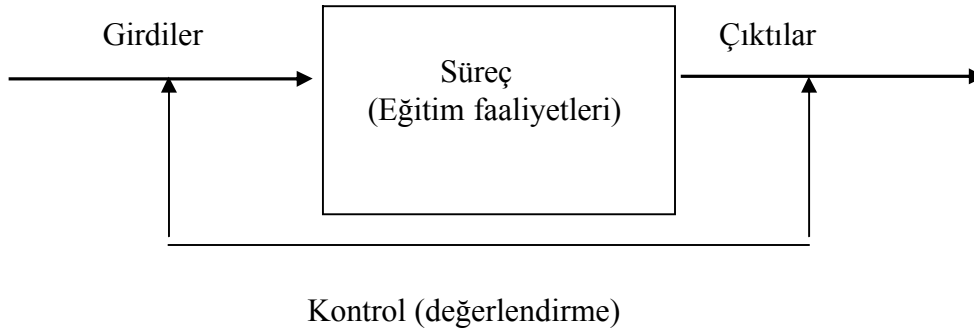 Girdiler
Çıktılar
Süreç
(Eğitim faaliyetleri)
Kontrol (değerlendirme)